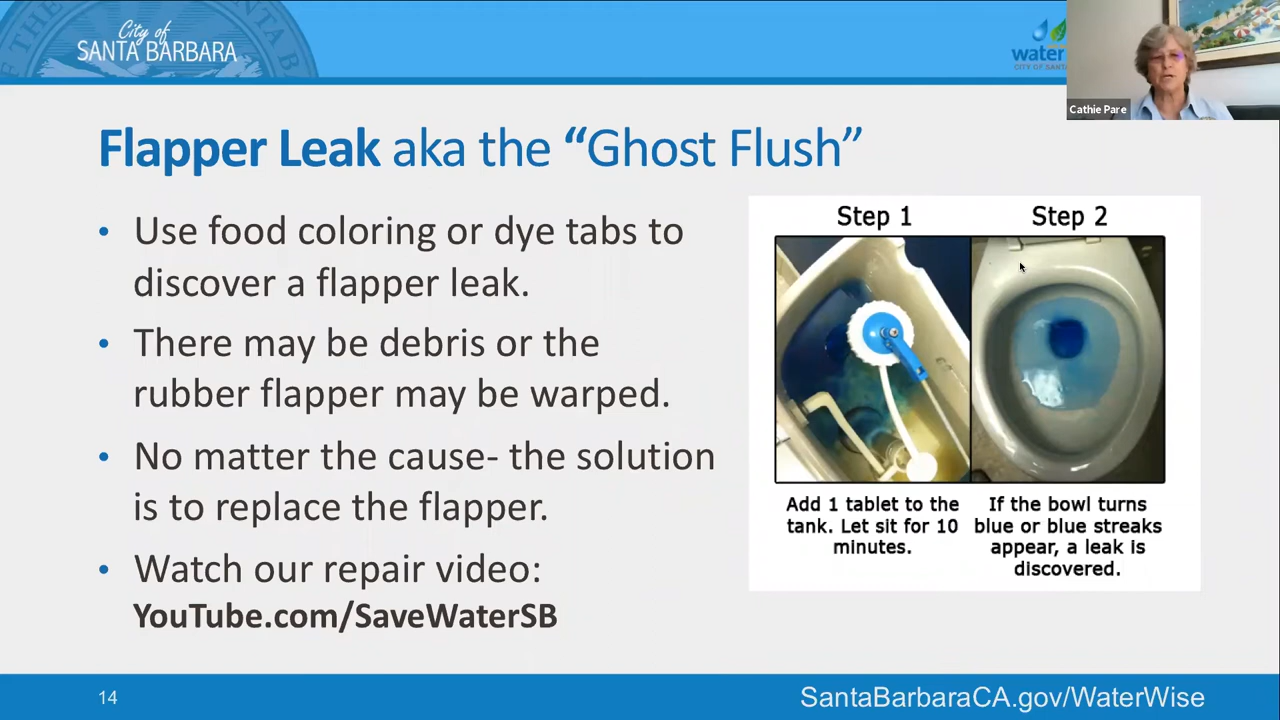 City of
SANTA BARBARA
water
CITY OF SANTA
Cathie Pare
Flapper Leak aka the “Ghost Flush”
• Use food coloring or dye tabs to
discover a flapper leak.
• There may be debris or the
rubber flapper may be warped.
• No matter the cause- the solution
is to replace the flapper.
• Watch our repair video:
YouTube.com/SaveWaterSB
Step 1
Step 2
Add 1 tablet to the
tank. Let sit for 10
minutes.
If the bowl turns
blue or blue streaks
appear, a leak is
discovered.
14
SantaBarbaraCA.gov/WaterWise